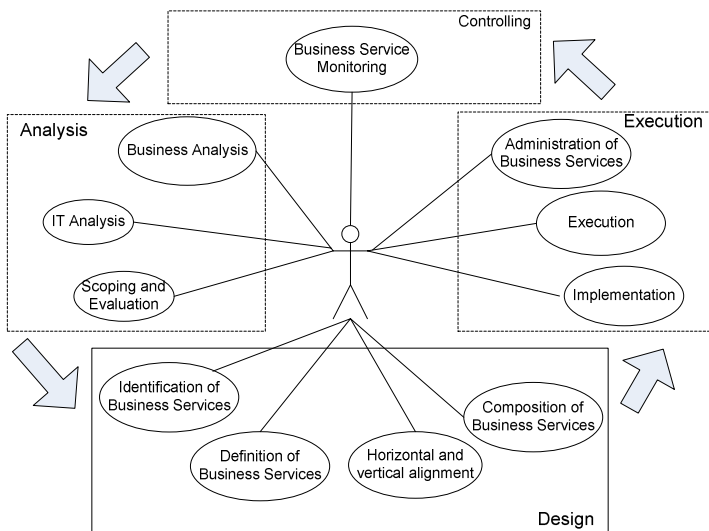 Controlling
Business Service
Monitoring
Analysis
Business Analysis
IT Analysis
Scoping and
Evaluation
Execution
Administration of
Business Services
Execution
Implementation
Identification of
Business Services
Definition of
Business Services
Horizontal and
vertical alignment
Composition of
Business Services
Design